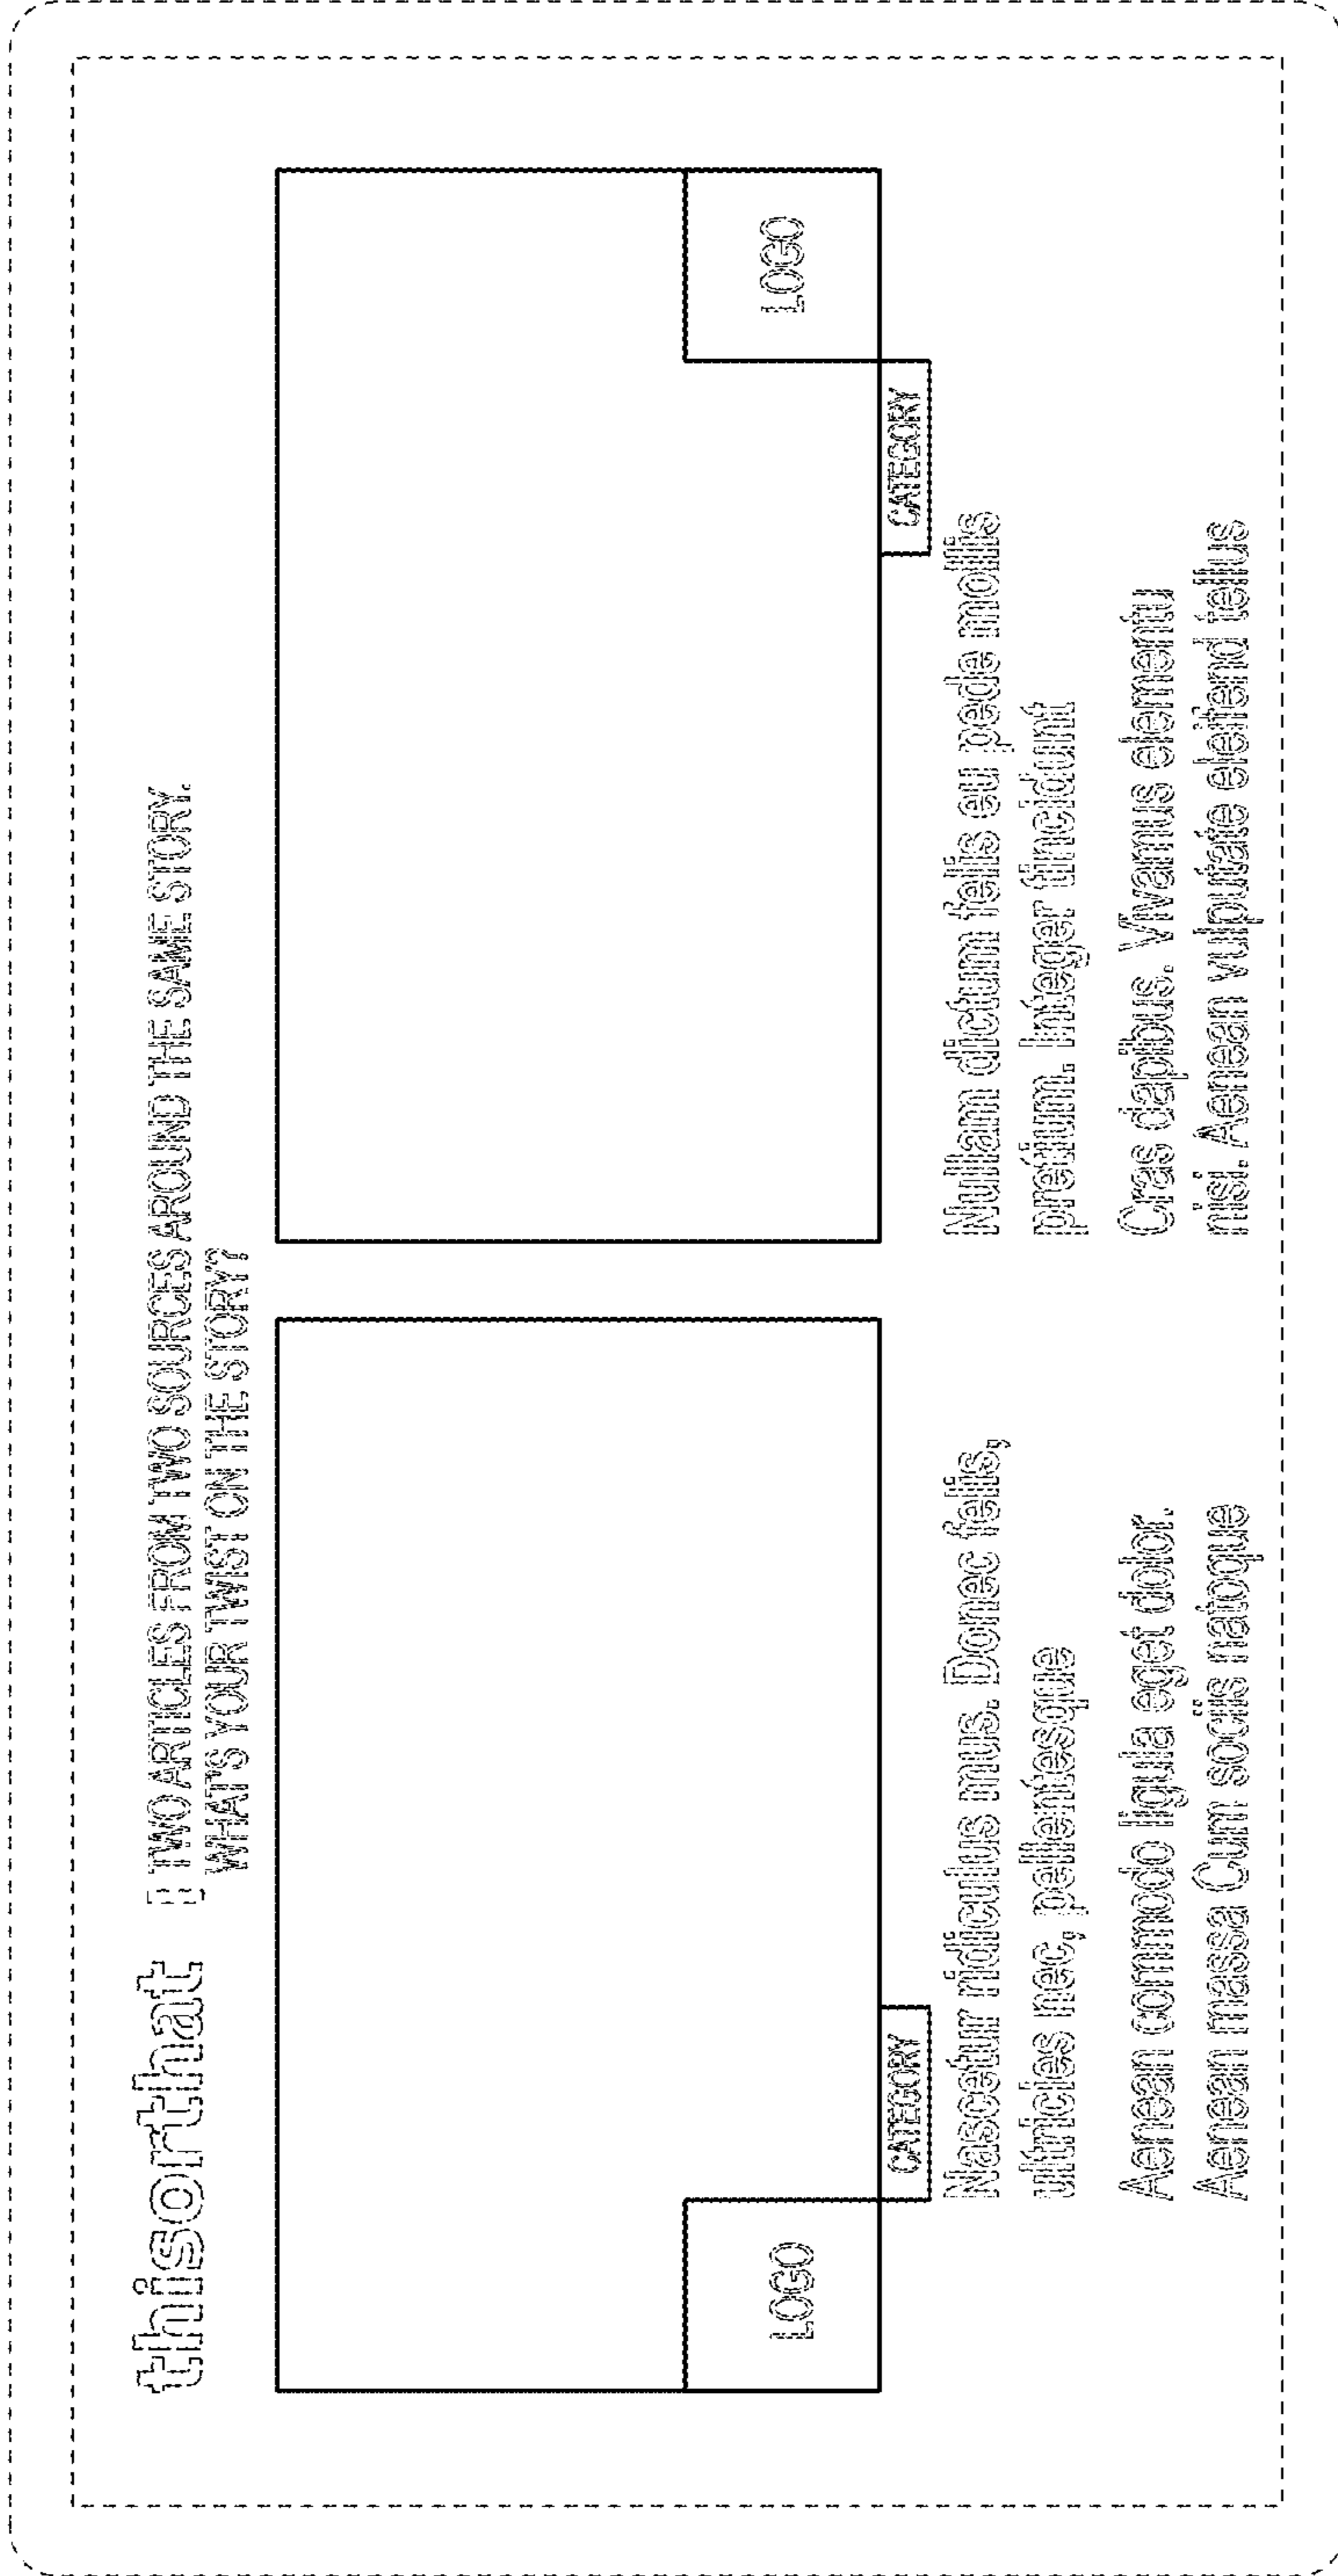 thisorthat
TWO ARTICLES FROM TWO SOURCES AROUND THE SAME STORY.
WHAT'S YOUR TWIST ON THE STORY?
LOGO
CATEGORY
Nascetur ridiculus mus. Donec felis,
ultricies nec, pellentesque
Aenean commodo ligula eget dolor.
Aenean massa Cum sociis natoque
LOGO
CATEGORY
Nullam dictum felis eu pede mollis
pretium. Integer tincidunt
Cras dapibus. Vivamus elementu
nisi. Aenean vulputate eleifend tellus